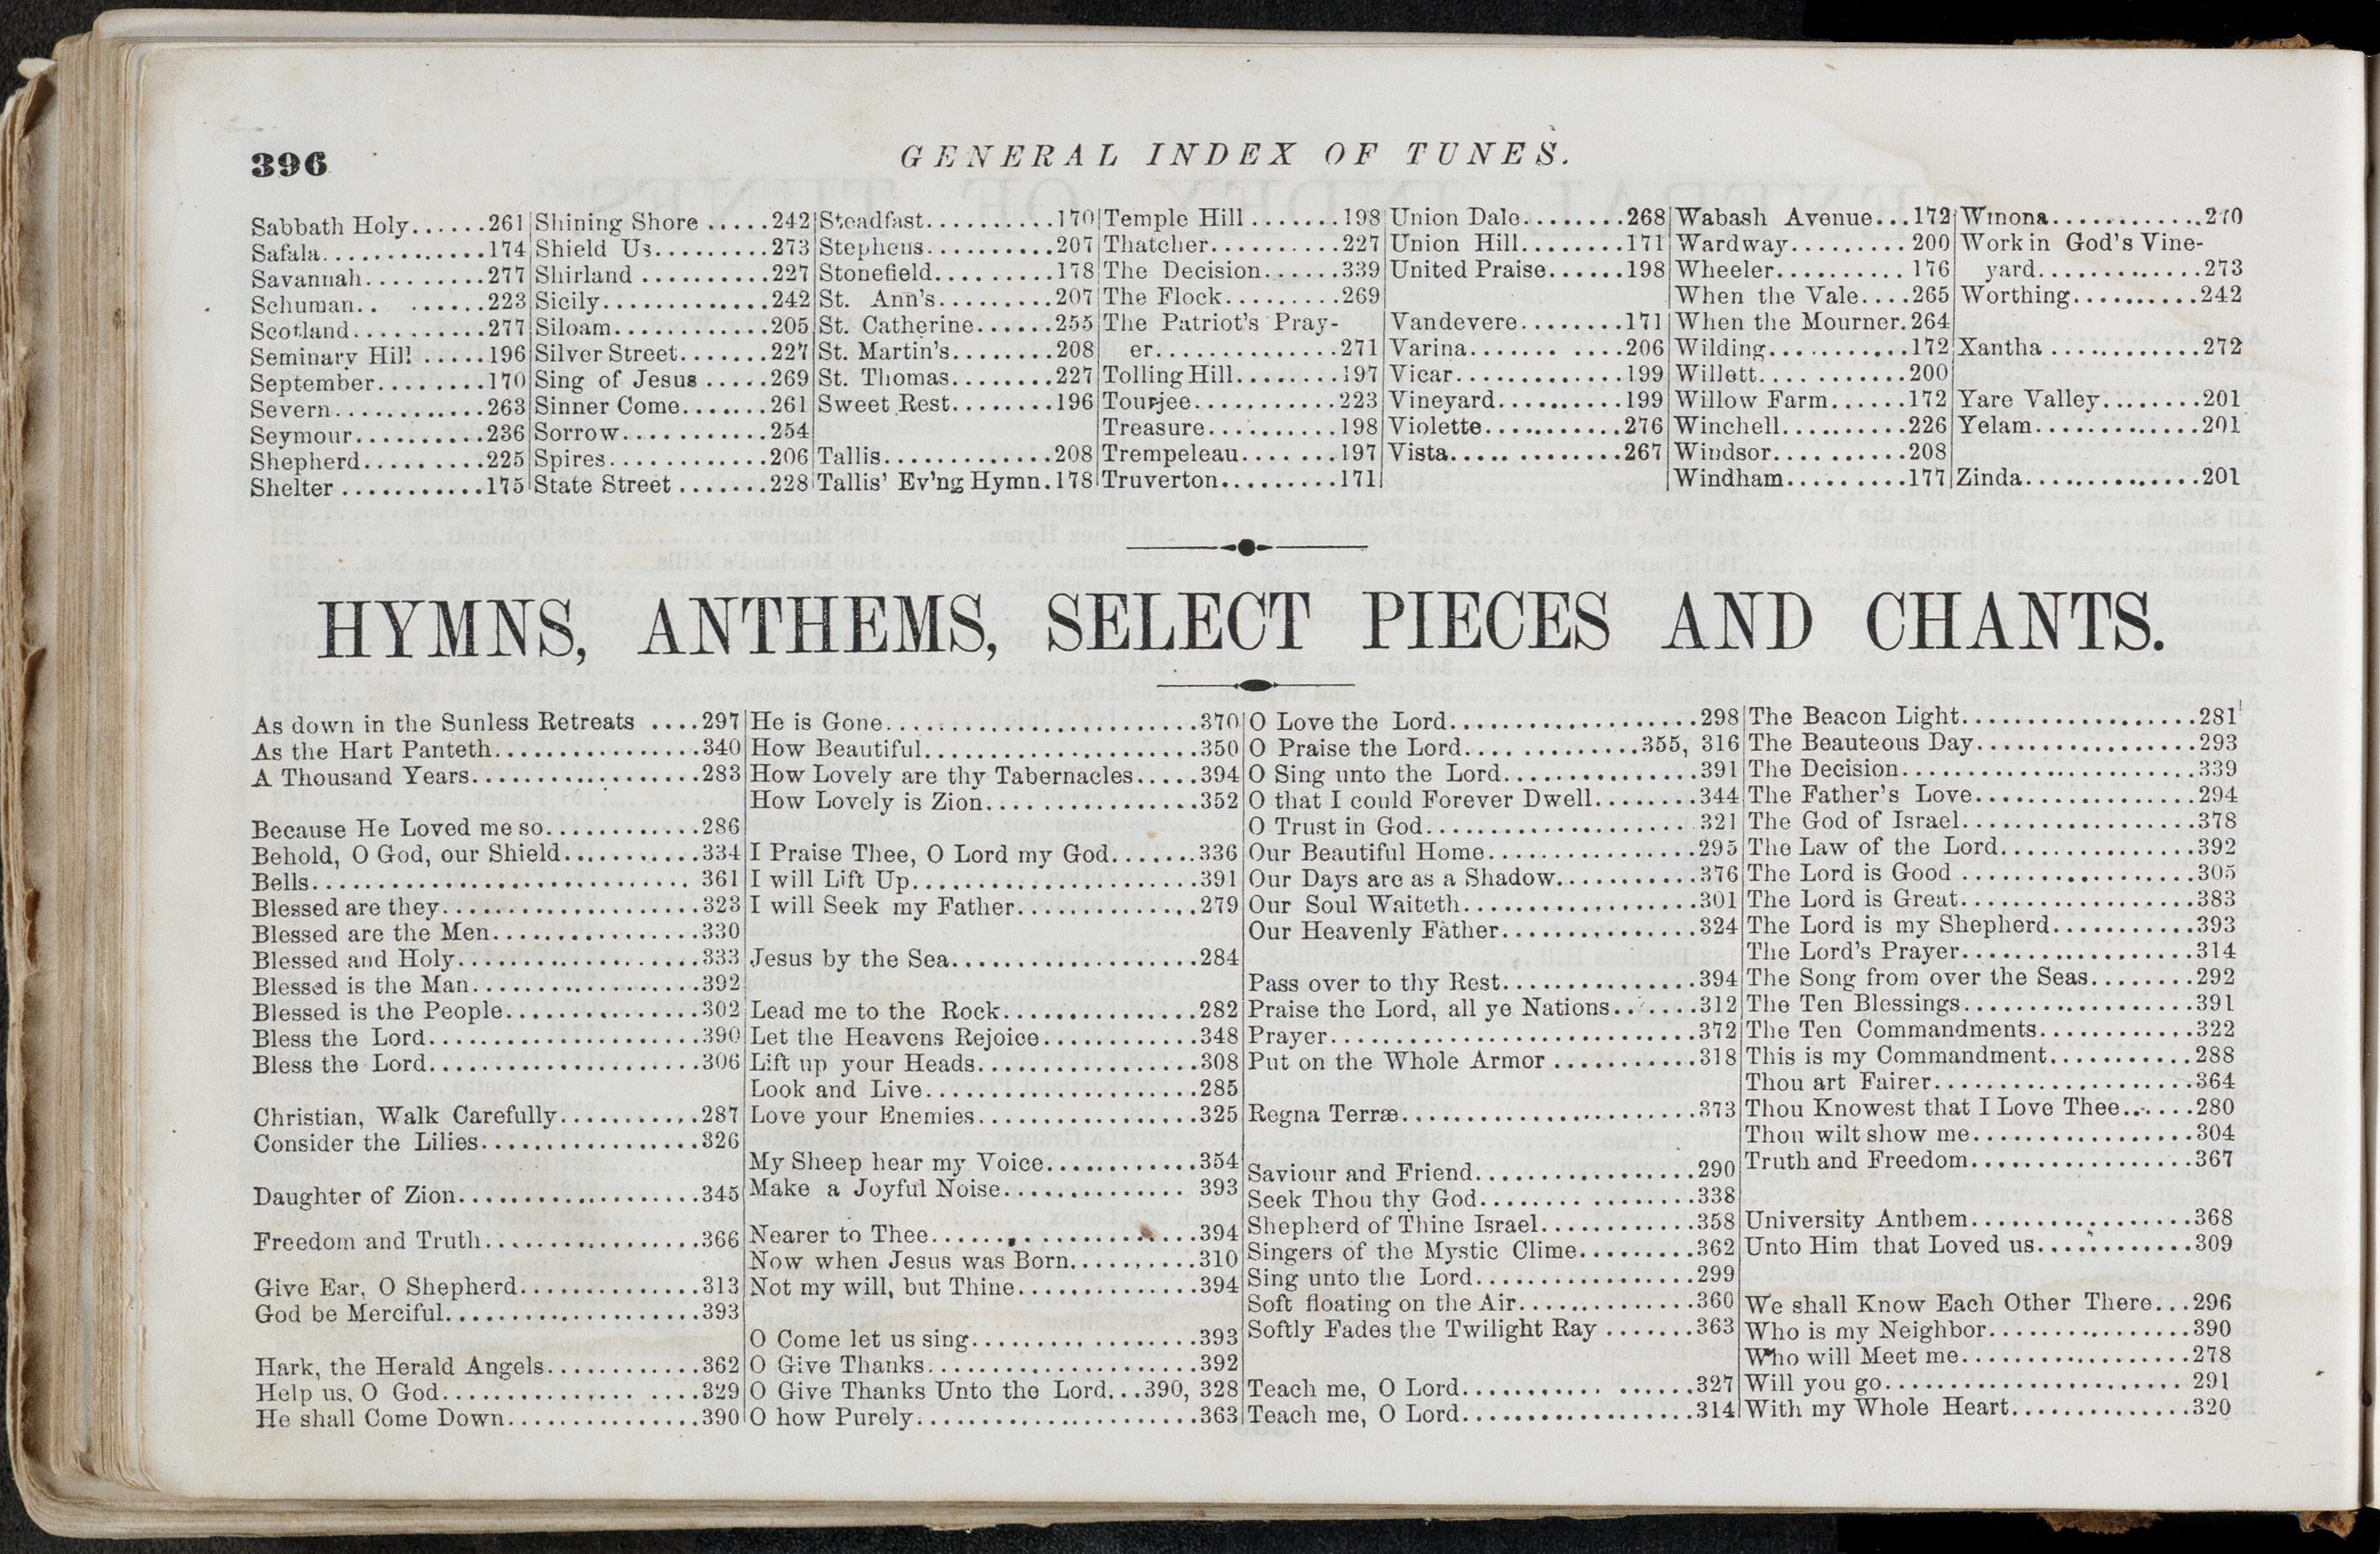 396
GENERAL INDEX OF TUNES.
Sabbath Holy......261
Safala..............174
Savannah..........277
Schuman.. ......223
Scotland...........277
Seminary Hill .....196
September........170
Severn............263
Seymour..........236
Shepherd.........225
Shelter ...........175
Shining Shore .....242
Shield Us.........273
Shirland ..........227
Sicily.............242
Siloam............205
Silver Street.......227
Sing of Jesus .....269
Sinner Come......261
Sorrow...........254
Spires............206
State Street .......228
Steadfast..........170
Stephens..........207
Stonefield.........178
St. Ann's.........207
St. Catherine......255
St. Martin's........208
St. Thomas........227
Sweet Rest........196
Tallis.............208
Tallis' Ev'ng Hymn.178
Temple Hill .......198
Thatcher..........227
The Decision......339
The Flock.........269
The Patriot's Pray-
er..............271
Tolling Hill........197
Tourjee...........223
Treasure..........198
Trempeleau.......197
Truverton.........171
Union Dale........268
Union Hill........171
United Praise......198
Vandevere........171
Varina....... ....206
Vicar.............199
Vineyard..........199
Violette...........276
Vista..... ........267
Wabash Avenue...172
Wardway.........200
Wheeler..........176
When the Vale....265
When the Mourner.264
Wilding...........172
Willett.... .......200
Willow Farm......172
Winchell..........226
Windsor..........208
Windham.........177
Winona............270
Work in God's Vine-
yard.............273
Worthing..........242
Xantha ............272
Yare Valley........201
Yelam.............201
Zinda..............201
HYMNS, ANTHEMS, SELECT PIECES AND CHANTS.
As down in the Sunless Retreats ....297
As the Hart Panteth.................340
A Thousand Years...................283
Because He Loved me so............286
Behold, O God, our Shield...........334
Bells............................. 361
Blessed are they....................323
Blessed are the Men................330
Blessed and Holy...................333
Blessed is the Man..................392
Blessed is the People...............302
Bless the Lord......................390
Bless the Lord......................306
Christian, Walk Carefully...........287
Consider the Lilies..................326
Daughter of Zion....................345
Freedom and Truth.................366
Give Ear, O Shepherd...............313
God be Merciful.....................393
Hark, the Herald Angels............362
Help us, O God................ ....329
He shall Come Down...............390
He is Gone.........................370
How Beautiful......................350
How Lovely are thy Tabernacles.....394
How Lovely is Zion.................352
I Praise Thee, O Lord my God.......336
I will Lift Up.......................391
I will Seek my Father...............279
Jesus by the Sea....................284
Lead me to the Rock................282
Let the Heavens Rejoice............348
Lift up your Heads..................308
Look and Live......................285
Love your Enemies..................325
My Sheep hear my Voice............354
Make a Joyful Noise............... 393
Nearer to Thee.....................394
Now when Jesus was Born..........310
Not my will, but Thine...............394
O Come let us sing..................393
O Give Thanks......................392
O Give Thanks Unto the Lord...390, 328
O how Purely.......................363
O Love the Lord....................298
O Praise the Lord..............355, 316
O Sing unto the Lord................391
O that I could Forever Dwell........344
O Trust in God......................321
Our Beautiful Home.................295
Our Days are as a Shadow............376
Our Soul Waiteth...................301
Our Heavenly Father................324
Pass over to thy Rest................394
Praise the Lord, all ye Nations.......312
Prayer..............................372
Put on the Whole Armor ............318
Regna Terræ........................373
Saviour and Friend..................290
Seek Thou thy God..................338
Shepherd of Thine Israel.............358
Singers of the Mystic Clime..........362
Sing unto the Lord..................299
Soft floating on the Air...............360
Softly Fades the Twilight Ray .......363
Teach me, O Lord........... ......327
Teach me, O Lord...................314
The Beacon Light...................281
The Beauteous Day..................293
The Decision........................339
The Father's Love..................294
The God of Israel...................378
The Law of the Lord................392
The Lord is Good ...................305
The Lord is Great...................383
The Lord is my Shepherd............393
The Lord's Prayer...................314
The Song from over the Seas.........292
The Ten Blessings...................391
The Ten Commandments.............322
This is my Commandment............288
Thou art Fairer.....................364
Thou Knowest that I Love Thee......280
Thou wilt show me..................304
Truth and Freedom..................367
University Anthem..................368
Unto Him that Loved us.............309
We shall Know Each Other There...296
Who is my Neighbor.................390
Who will Meet me...................278
Will you go........................ 291
With my Whole Heart...............320